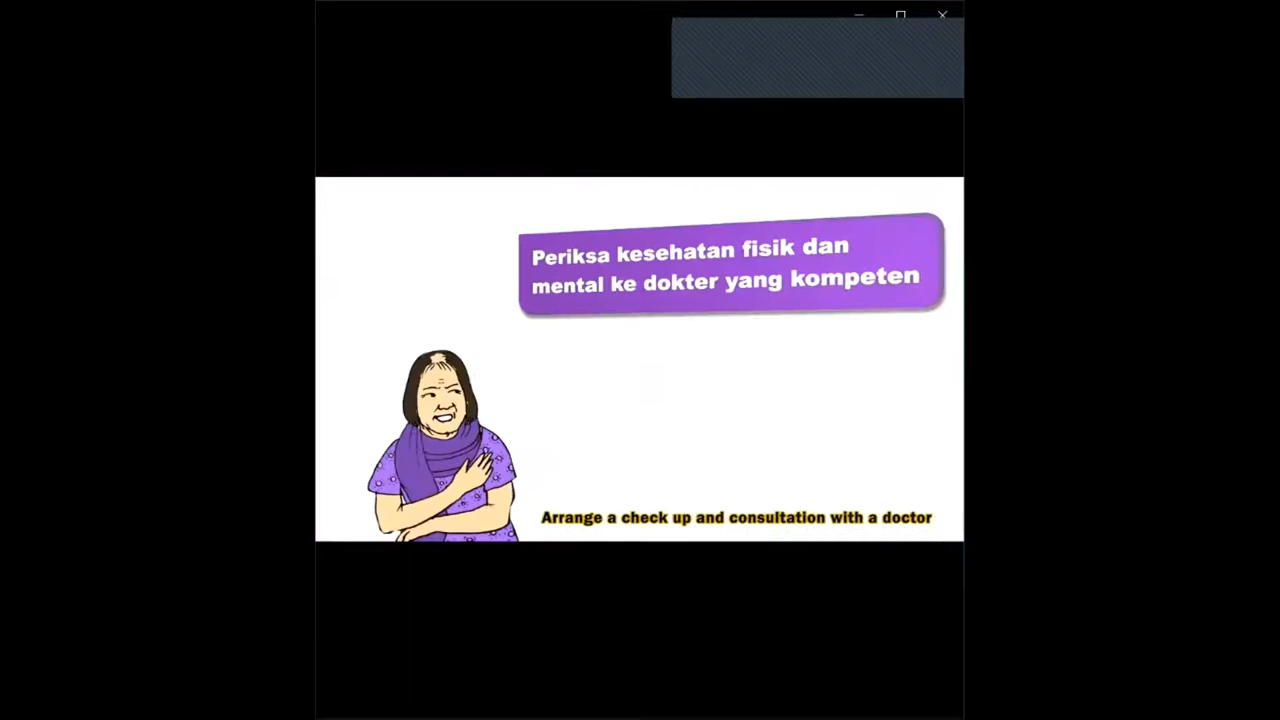 Periksa kesehatan fisik dan
mental ke dokter yang kompeten
Arrange a check up and consultation with a doctor